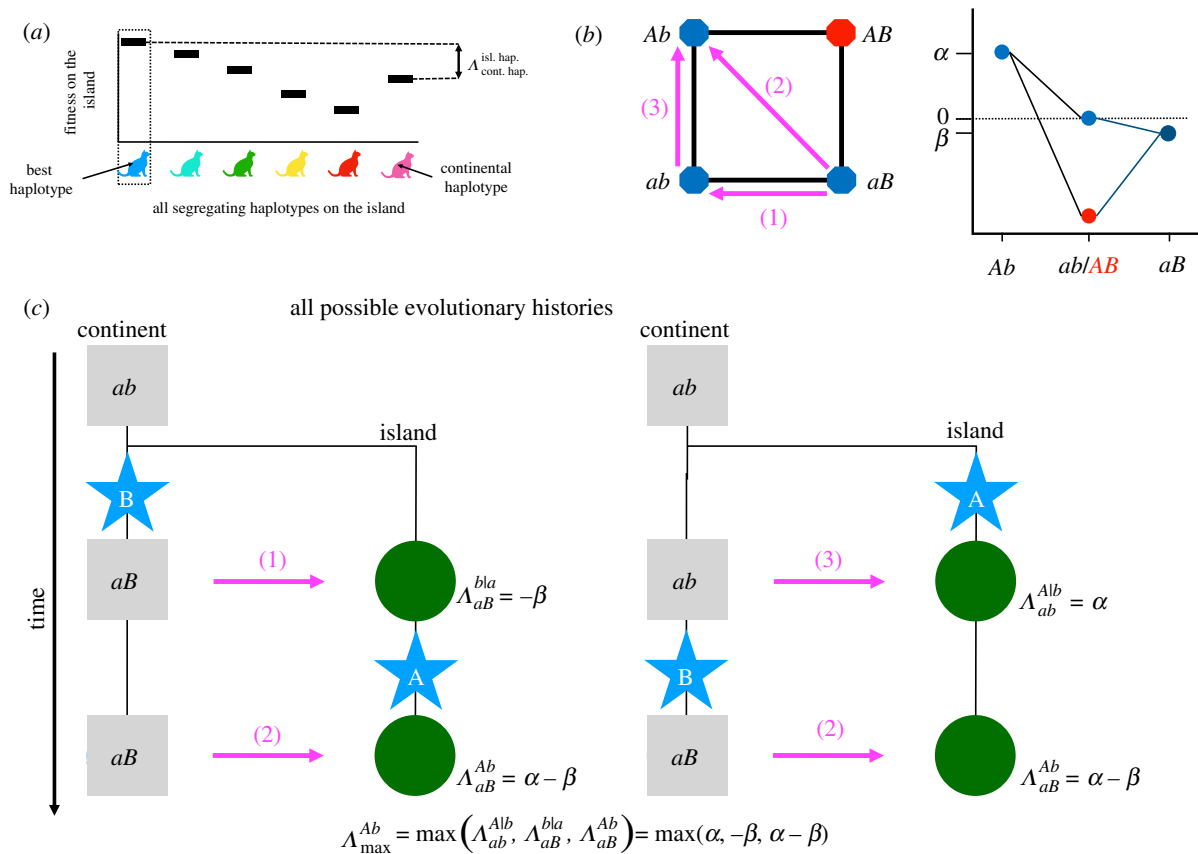 (a)
fitness on the
island
Λ isl. hap. cont. hap.
best
haplotype
continental
haplotype
all segregating haplotypes on the island
(b)
Ab
AB
(3)
(2)
ab
aB
(1)
α
0
β
Ab
ab/AB
aB
(c)
all possible evolutionary histories
continent
continent
ab
ab
island
island
B
A
time
aB
(1)
Λ^{b|a}_{aB} = –β
ab
(3)
Λ^{A|b}_{ab} = α
A
B
aB
(2)
Λ^{Ab}_{aB} = α – β
aB
(2)
Λ^{Ab}_{aB} = α – β
Λ^{Ab}_{max} = max(Λ^{A|b}_{ab}, Λ^{b|a}_{aB}, Λ^{Ab}_{aB}) = max(α, –β, α – β)